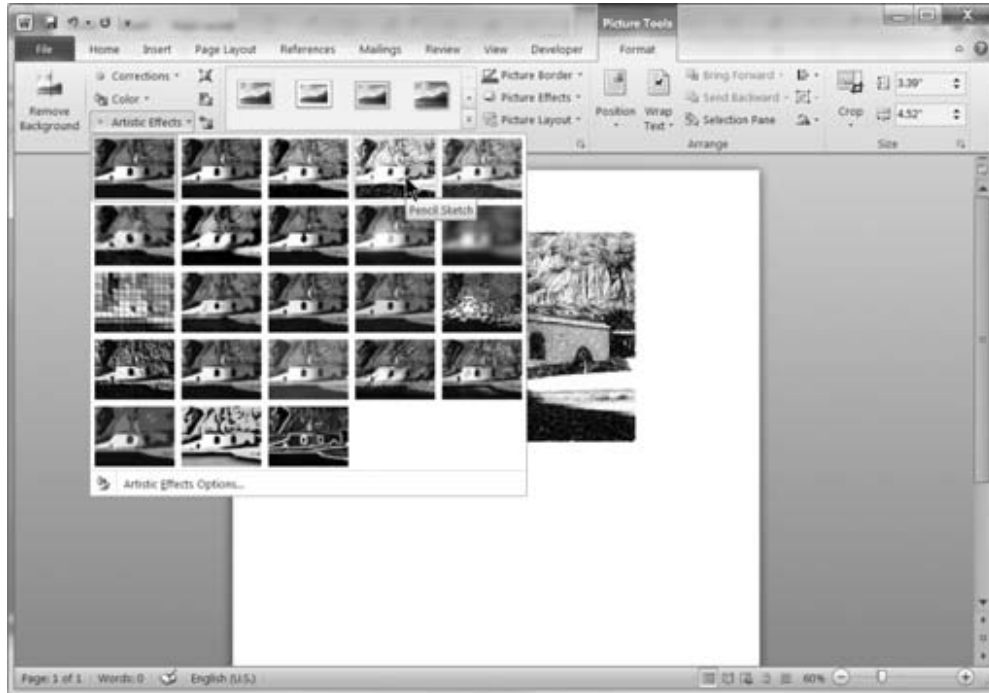 W
Picture Tools
File Home Insert Page Layout References Mailings Review View Developer Format
Remove Background
Corrections
Color
Artistic Effects
Picture Border
Picture Effects
Picture Layout
Position
Wrap Text
Bring Forward
Send Backward
Selection Pane
Arrange
Crop
3.39"
4.52"
Size
Pencil Sketch
Artistic Effects Options...
Page: 1 of 1 Words: 0 English (U.S.) 60%